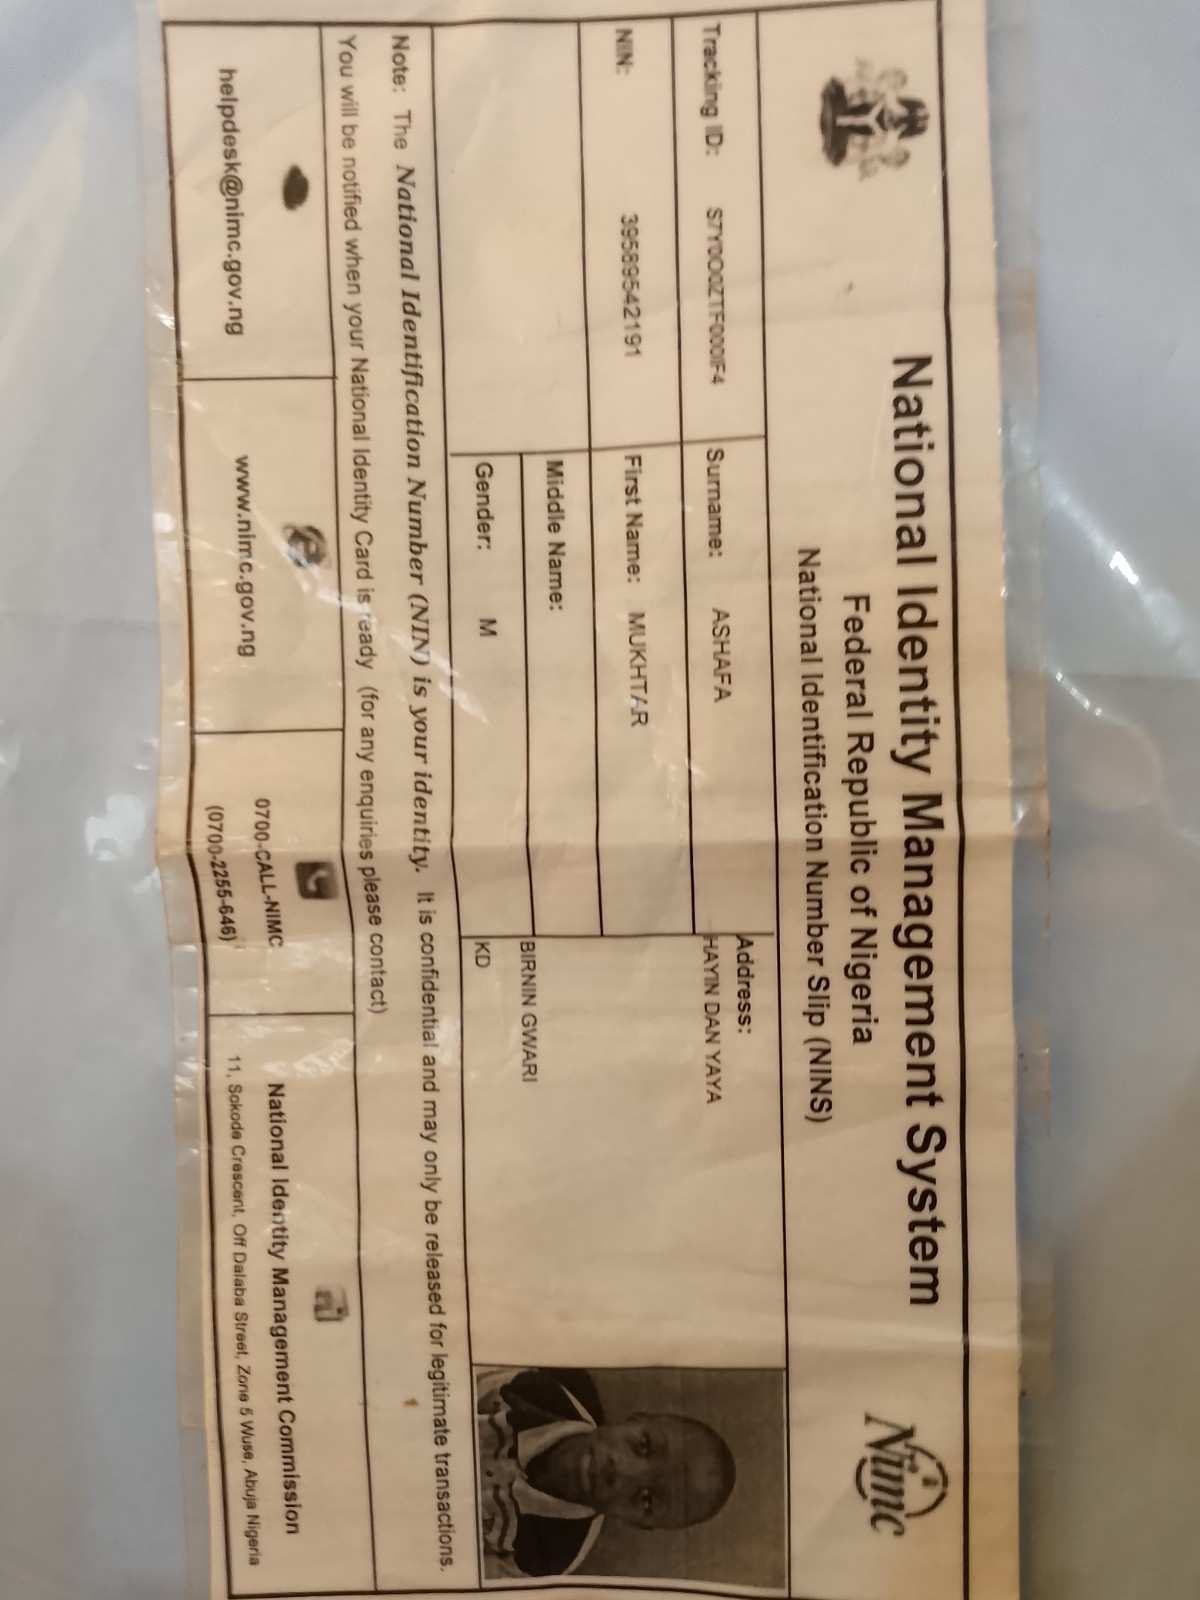 National Identity Management System
Federal Republic of Nigeria
National Identification Number Slip (NINS)
Nimc
Tracking ID: S7Y0O0ZTF000IF4
Surname: ASHAFA
Address:
HAYIN DAN YAYA
NIN: 39589542191
First Name: MUKHTAR
Middle Name:
BIRNIN GWARI
Gender: M
KD
Note: The National Identification Number (NIN) is your identity. It is confidential and may only be released for legitimate transactions.
You will be notified when your National Identity Card is ready (for any enquiries please contact)
helpdesk@nimc.gov.ng
www.nimc.gov.ng
0700-CALL-NIMC
(0700-2255-646)
National Identity Management Commission
11, Sokode Crescent, Off Dalaba Street, Zone 5 Wuse, Abuja Nigeria